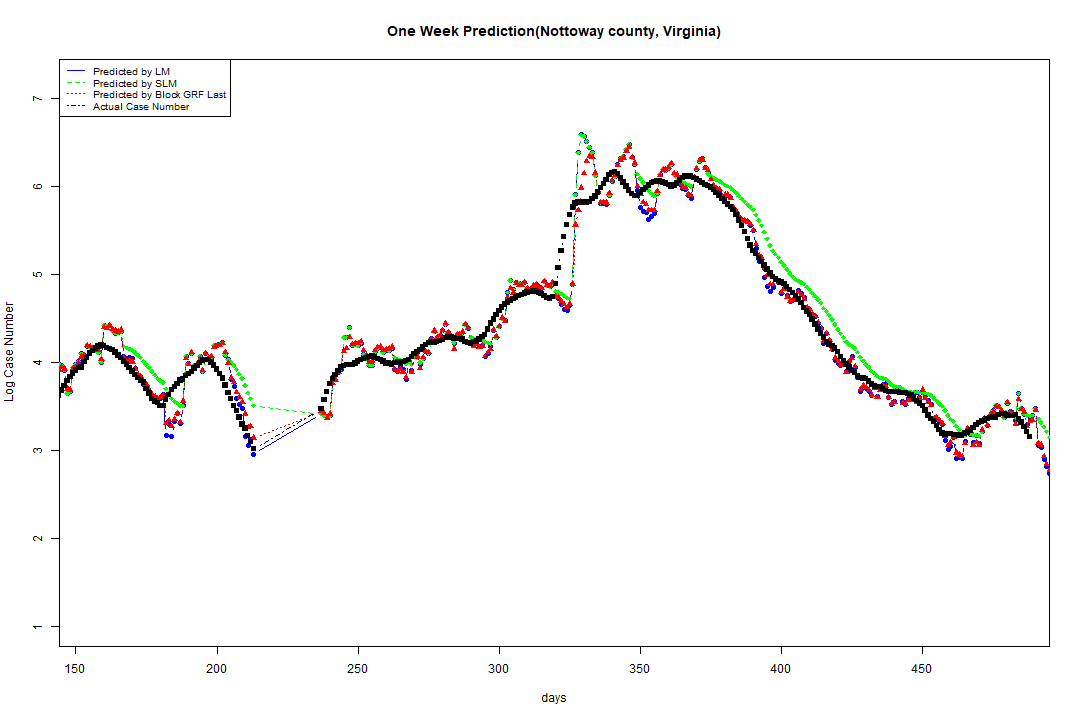 One Week Prediction(Nottoway county, Virginia)
Predicted by LM
Predicted by SLM
Predicted by Block GRF Last
Actual Case Number
7
6
5
4
3
2
1
Log Case Number
150 200 250 300 350 400 450
days